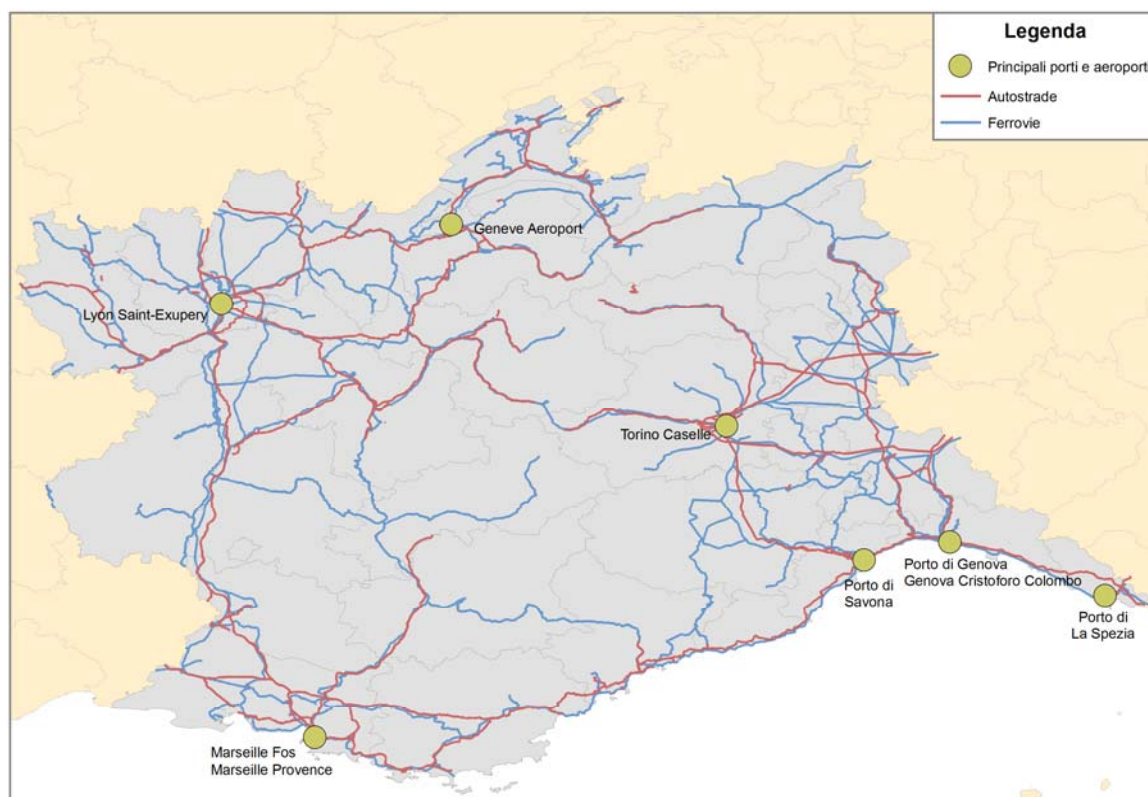 Legenda
Principali porti e aeroporti
Autostrade
Ferrovie
Geneve Aeroport
Lyon Saint-Exupery
Torino Caselle
Porto di Genova
Genova Cristoforo Colombo
Porto di
Savona
Porto di
La Spezia
Marseille Fos
Marseille Provence